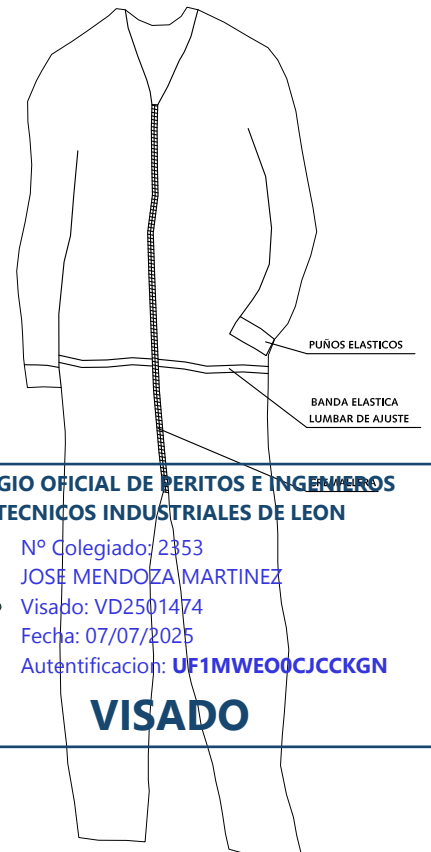 PUÑOS ELASTICOS
BANDA ELASTICA
LUMBAR DE AJUSTE
CREMALLERA
GIO OFICIAL DE PERITOS E INGENIEROS
TECNICOS INDUSTRIALES DE LEON
Nº Colegiado: 2353
JOSE MENDOZA MARTINEZ
Visado: VD2501474
Fecha: 07/07/2025
Autentificacion: UF1MWEO0CJCCKGN
VISADO